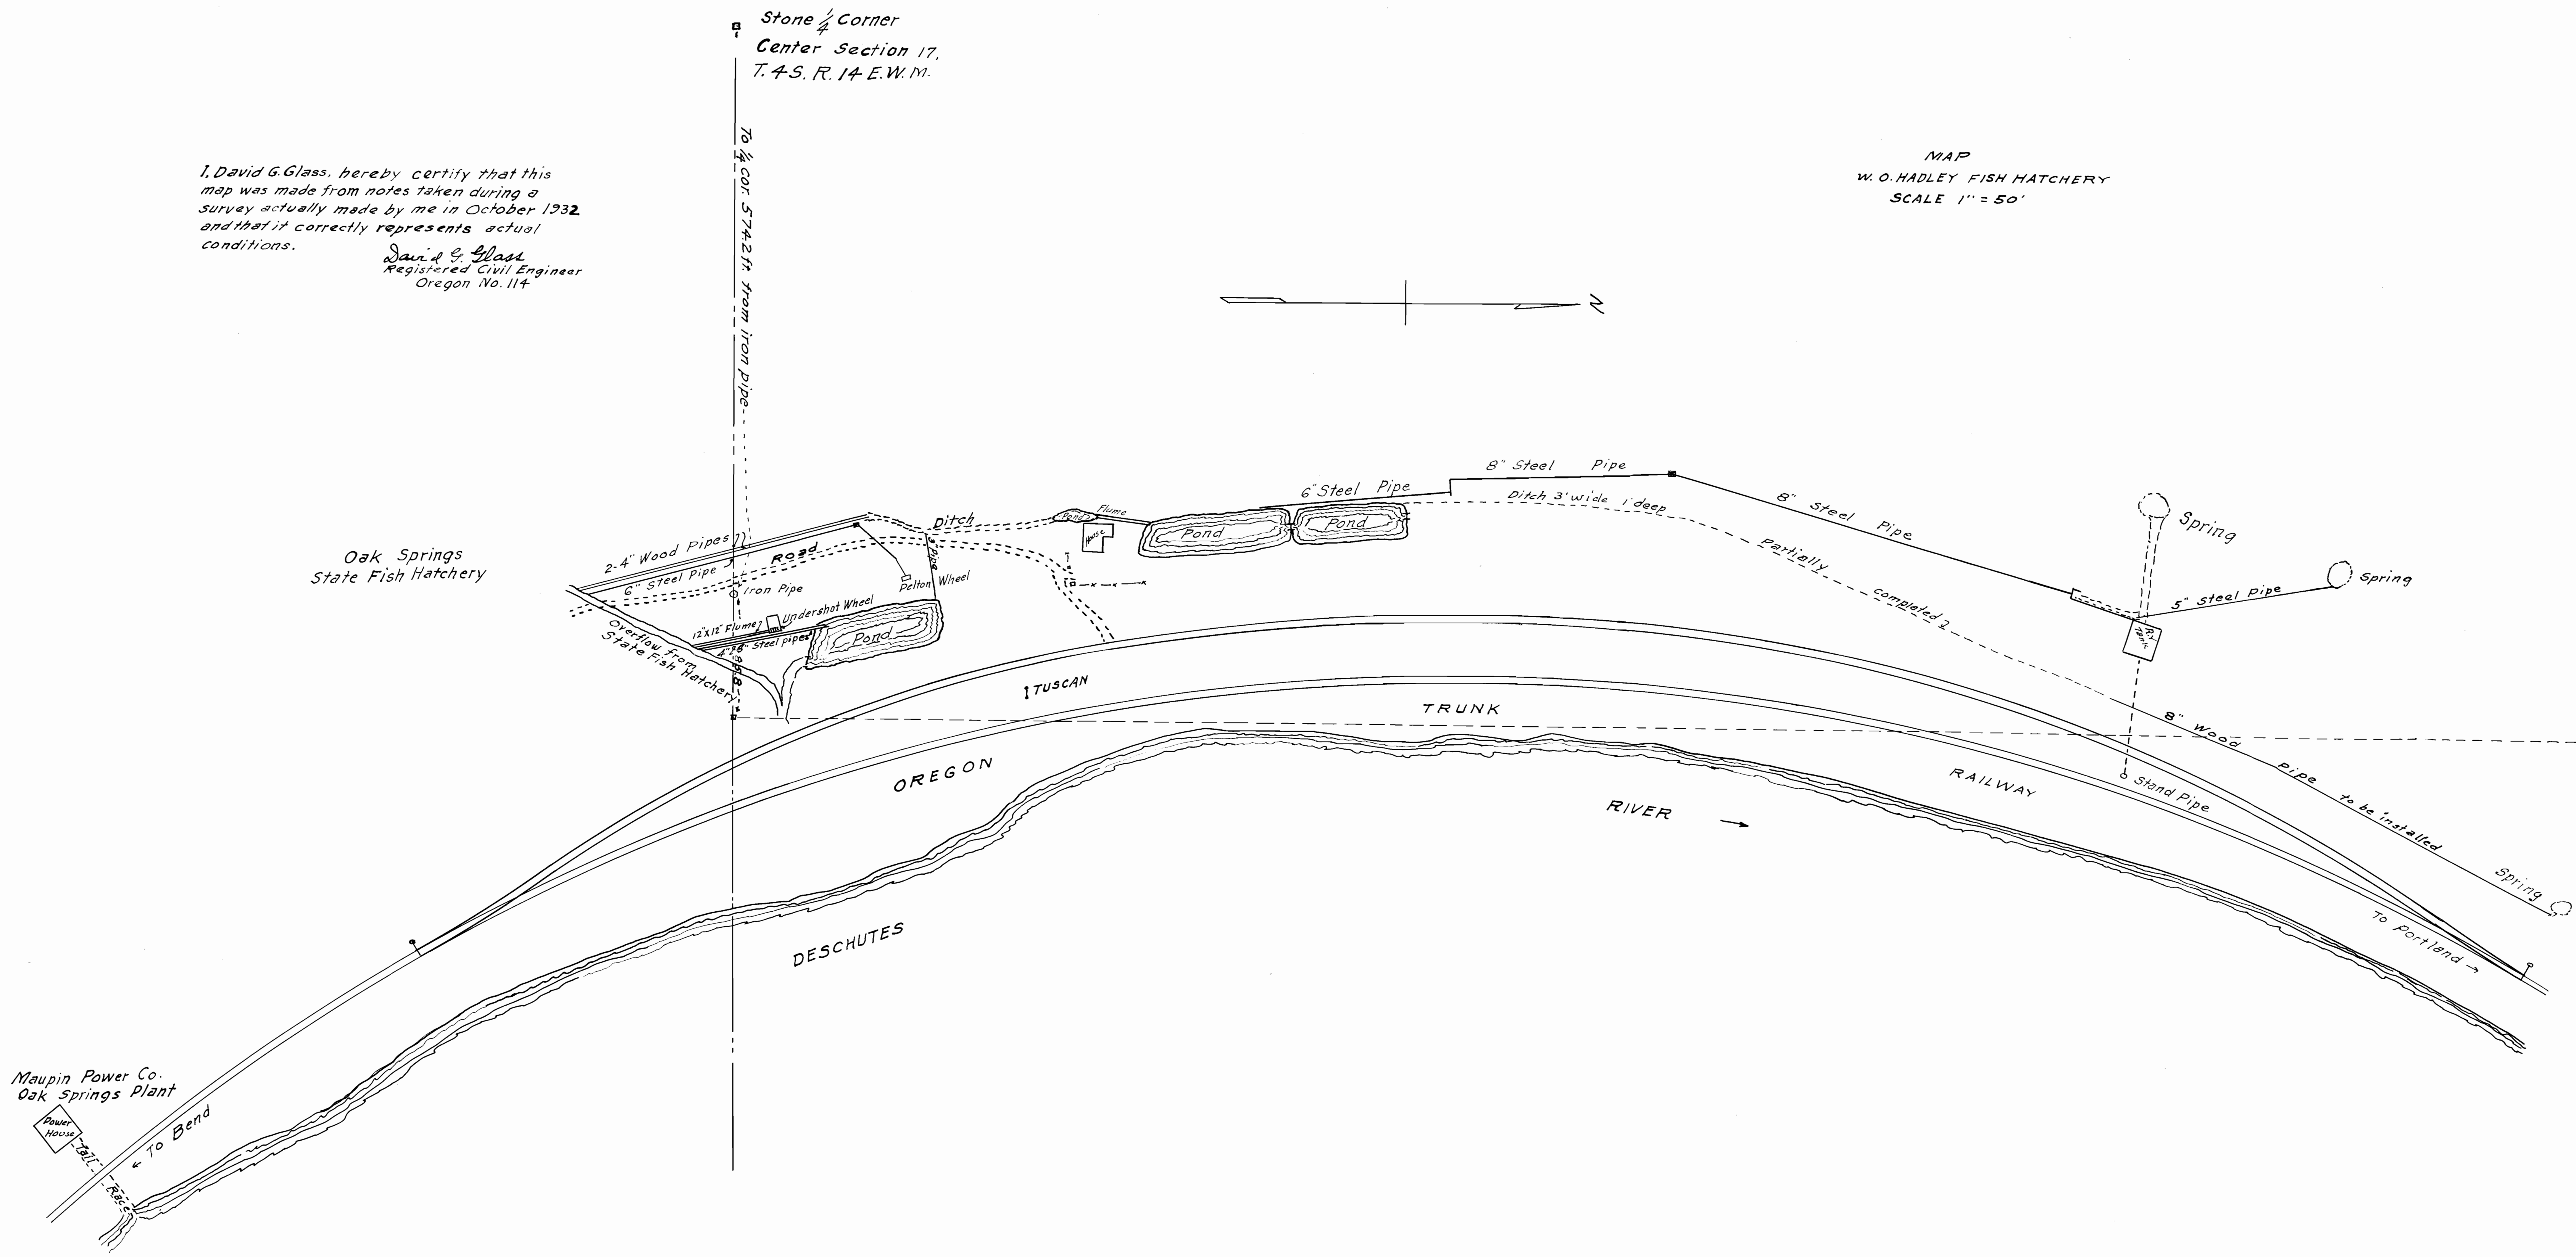 Stone 1/4 Corner
Center Section 17,
T. 4 S. R. 14 E. W. M.
To 1/4 cor. 574.2 ft. from iron pipe
I, David G. Glass, hereby certify that this
map was made from notes taken during a
survey actually made by me in October 1932
and that it correctly represents actual
conditions.
David G. Glass
Registered Civil Engineer
Oregon No. 114
MAP
W. O. HADLEY FISH HATCHERY
SCALE 1" = 50'
N
Oak Springs
State Fish Hatchery
2-4" Wood Pipes
6" Steel Pipe
ROAD
Ditch
Pond
Flume
House
Pipe
Pelton Wheel
Iron Pipe
Undershot Wheel
12"x12" Flume
Steel pipes
Pond
Overflow from
State Fish Hatchery
Pond
Pond
6" Steel Pipe
8" Steel Pipe
Ditch 3' wide 1' deep
Partially completed
8" Steel Pipe
Spring
5" Steel Pipe
Spring
RY
Tank
Stand Pipe
8" Wood Pipe to be installed
Spring
TUSCAN
OREGON TRUNK RAILWAY
To Portland →
DESCHUTES RIVER →
Maupin Power Co.
Oak Springs Plant
Power
House
Tail Race
← To Bend